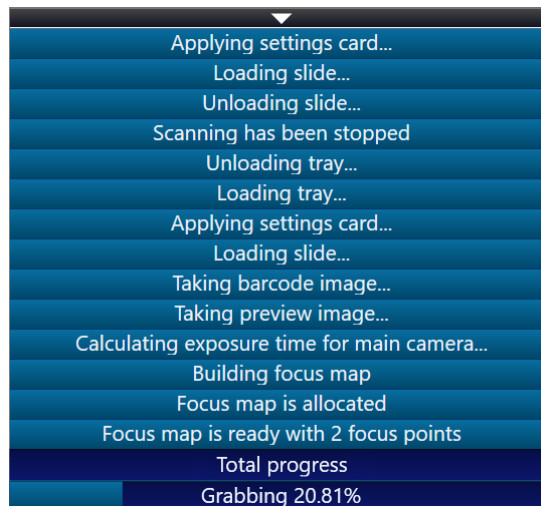 Applying settings card...
Loading slide...
Unloading slide...
Scanning has been stopped
Unloading tray...
Loading tray...
Applying settings card...
Loading slide...
Taking barcode image...
Taking preview image...
Calculating exposure time for main camera...
Building focus map
Focus map is allocated
Focus map is ready with 2 focus points
Total progress
Grabbing 20.81%